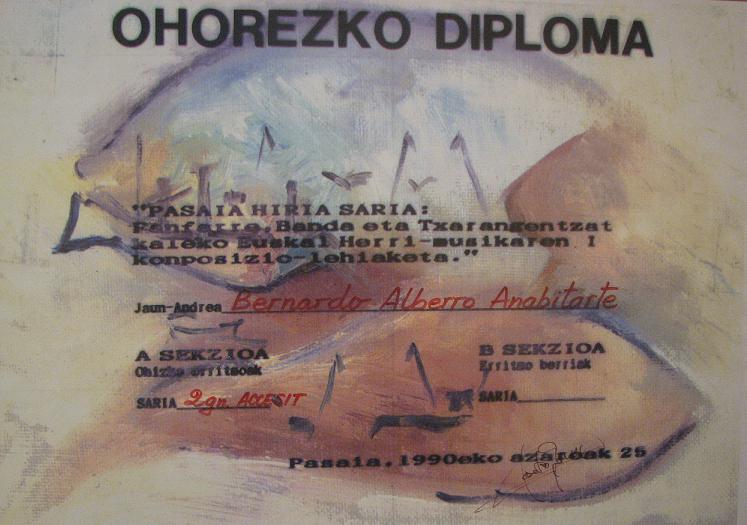 OHOREZKO DIPLOMA
"PASAIA HIRIA SARIA:
Fanfarre, Banda eta Txarangentzat
kaleko Euskal Herri-musikaren I
konposizio-lehiaketa."
Jaun-Andrea Bernardo Alberro Anabitarte
A SEKZIOA
Ohizko erritmoak
SARIA 2gn. ACCESIT
B SEKZIOA
Erritmo berriak
SARIA
Pasaia, 1990eko azaroak 25